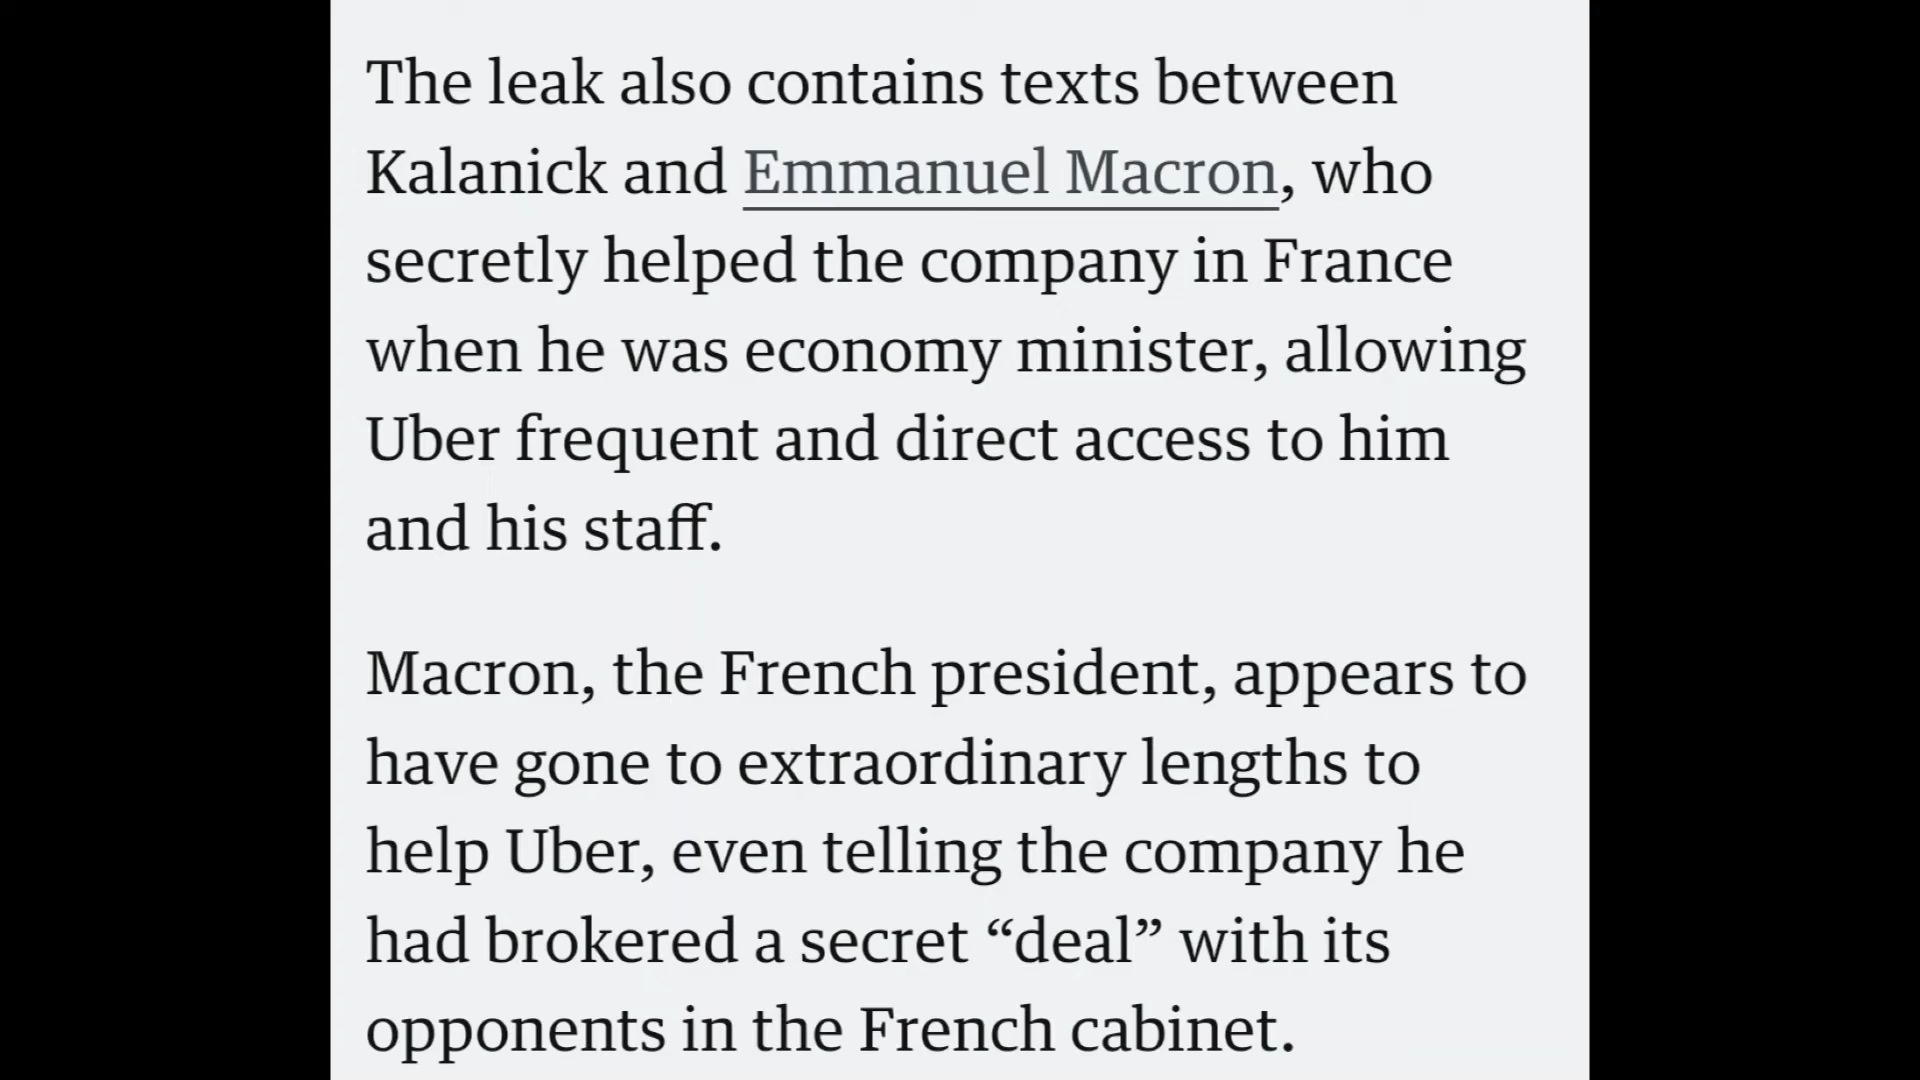 The leak also contains texts between
Kalanick and Emmanuel Macron, who
secretly helped the company in France
when he was economy minister, allowing
Uber frequent and direct access to him
and his staff.
Macron, the French president, appears to
have gone to extraordinary lengths to
help Uber, even telling the company he
had brokered a secret “deal” with its
opponents in the French cabinet.